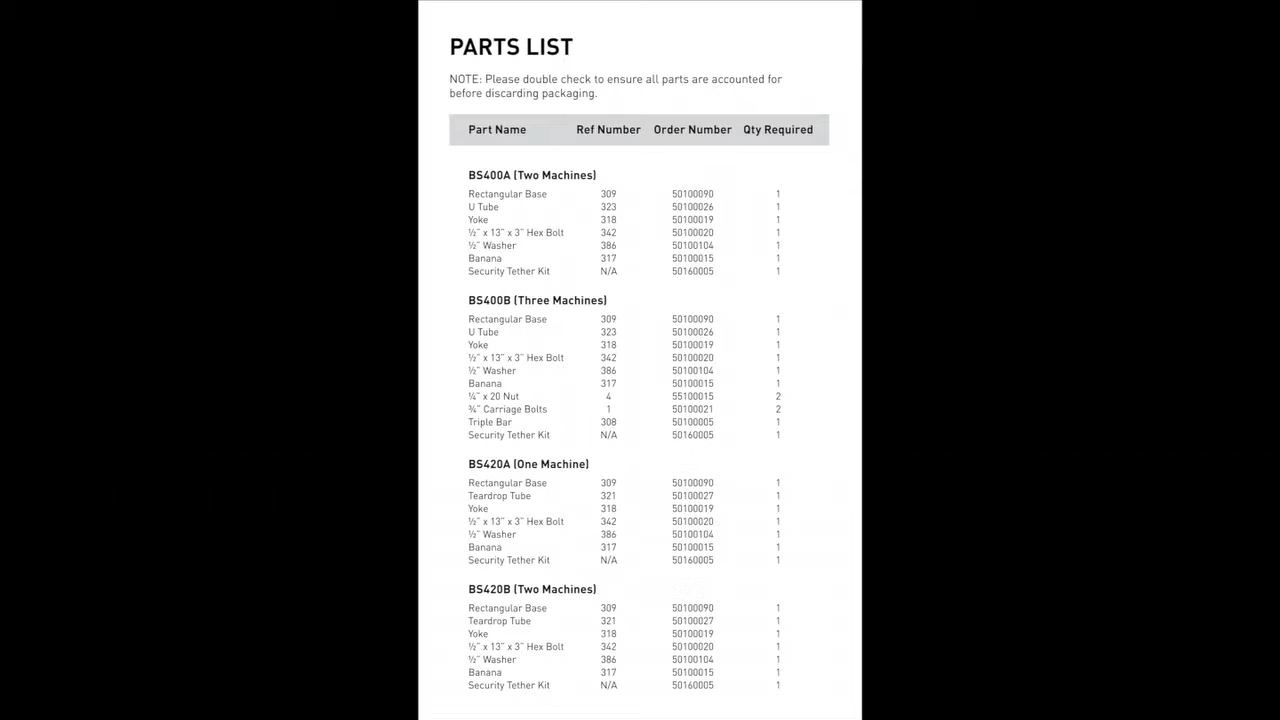 PARTS LIST
NOTE: Please double check to ensure all parts are accounted for
before discarding packaging.
Part Name Ref Number Order Number Qty Required
BS400A (Two Machines)
Rectangular Base 309 50100090 1
U Tube 323 50100026 1
Yoke 318 50100019 1
½" x 13" x 3" Hex Bolt 342 50100020 1
½" Washer 386 50100104 1
Banana 317 50100015 1
Security Tether Kit N/A 50160005 1
BS400B (Three Machines)
Rectangular Base 309 50100090 1
U Tube 323 50100026 1
Yoke 318 50100019 1
½" x 13" x 3" Hex Bolt 342 50100020 1
½" Washer 386 50100104 1
Banana 317 50100015 1
¼" x 20 Nut 4 55100015 2
¾" Carriage Bolts 1 50100021 2
Triple Bar 308 50100005 1
Security Tether Kit N/A 50160005 1
BS420A (One Machine)
Rectangular Base 309 50100090 1
Teardrop Tube 321 50100027 1
Yoke 318 50100019 1
½" x 13" x 3" Hex Bolt 342 50100020 1
½" Washer 386 50100104 1
Banana 317 50100015 1
Security Tether Kit N/A 50160005 1
BS420B (Two Machines)
Rectangular Base 309 50100090 1
Teardrop Tube 321 50100027 1
Yoke 318 50100019 1
½" x 13" x 3" Hex Bolt 342 50100020 1
½" Washer 386 50100104 1
Banana 317 50100015 1
Security Tether Kit N/A 50160005 1